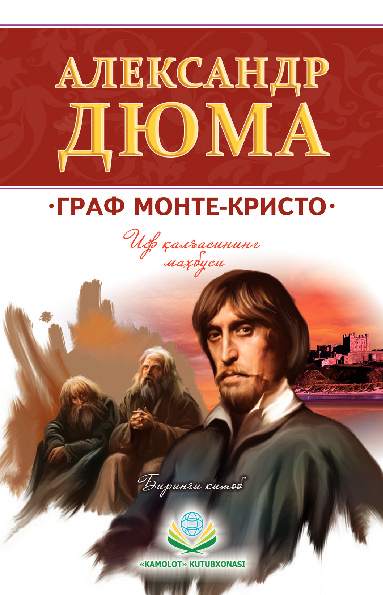 АЛЕКСАНДР
ДЮМА
·ГРАФ МОНТЕ-КРИСТО·
Иф қалъасининг
маҳбуси
"Биринчи китоб"
«KAMOLOT» KUTUBXONASI